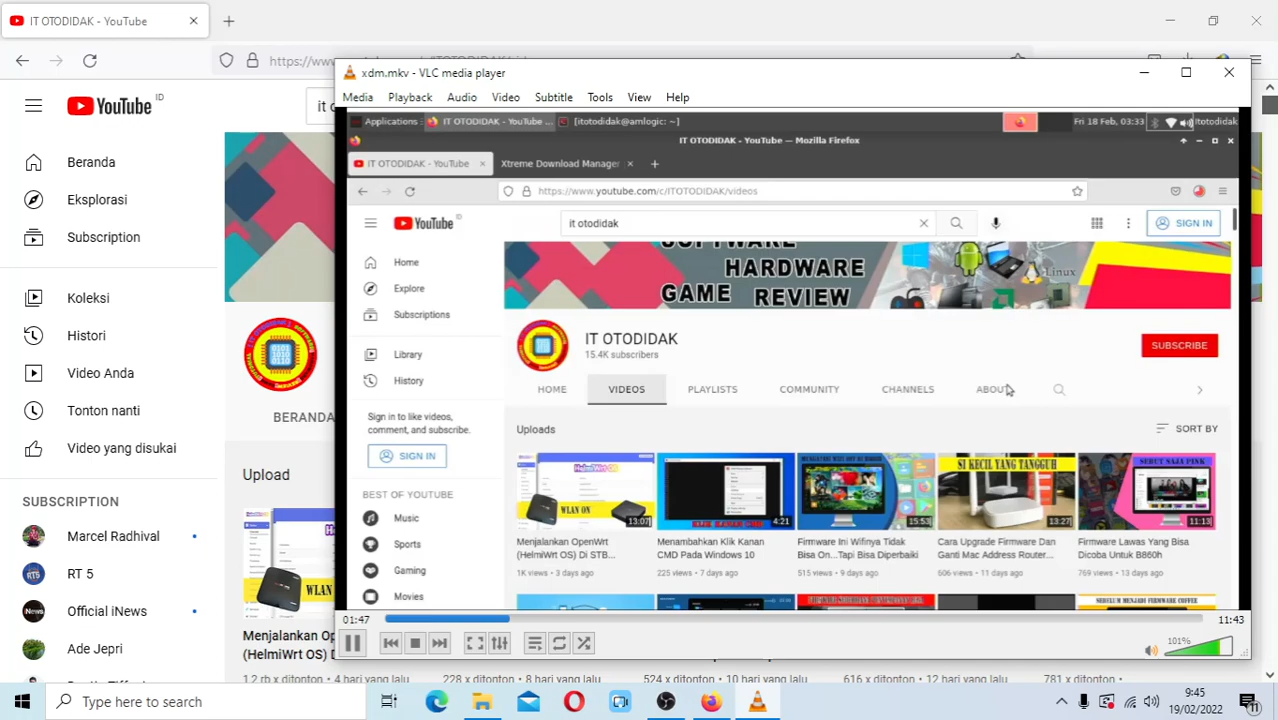 IT OTODIDAK - YouTube
https://www.
YouTube ID
it o
Beranda
Eksplorasi
Subscription
Koleksi
Histori
Video Anda
Tonton nanti
Video yang disukai
SUBSCRIPTION
Marcel Radhival
RT 5
Official iNews
Ade Jepri
BERANDA
Upload
Menjalankan Op
(HelmiWrt OS) D
1,2 rb x ditonton • 4 hari yang lalu
228 x ditonton • 8 hari yang lalu
524 x ditonton • 10 hari yang lalu
616 x ditonton • 12 hari yang lalu
781 x ditonton •
xdm.mkv - VLC media player
Media Playback Audio Video Subtitle Tools View Help
Applications IT OTODIDAK - YouTube ... [itotodidak@amlogic: ~] Fri 18 Feb, 03:33 Itotodidak
IT OTODIDAK - YouTube — Mozilla Firefox
IT OTODIDAK - YouTube Xtreme Download Manager
https://www.youtube.com/c/ITOTODIDAK/videos
YouTube it otodidak SIGN IN
Home
Explore
Subscriptions
Library
History
Sign in to like videos,
comment, and subscribe.
SIGN IN
BEST OF YOUTUBE
Music
Sports
Gaming
Movies
SOFTWARE
HARDWARE
GAME REVIEW
Linux
IT OTODIDAK
15.4K subscribers
SUBSCRIBE
HOME VIDEOS PLAYLISTS COMMUNITY CHANNELS ABOUT
Uploads SORT BY
HelmiWrt OS
WLAN ON
13:07
4:21
15:53
SI KECIL YANG TANGGUH
13:27
SEBUT SAJA PINK
11:13
Menjalankan OpenWrt
(HelmiWrt OS) Di STB...
1K views • 3 days ago
Menambahkan Klik Kanan
CMD Pada Windows 10
225 views • 7 days ago
Firmware Ini Wifinya Tidak
Bisa On...Tapi Bisa Diperbaiki
515 views • 9 days ago
Cara Upgrade Firmware Dan
Ganti Mac Address Router...
606 views • 11 days ago
Firmware Lawas Yang Bisa
Dicoba Untuk B860h
769 views • 13 days ago
01:47 11:43
101%
Type here to search
9:45
19/02/2022
11